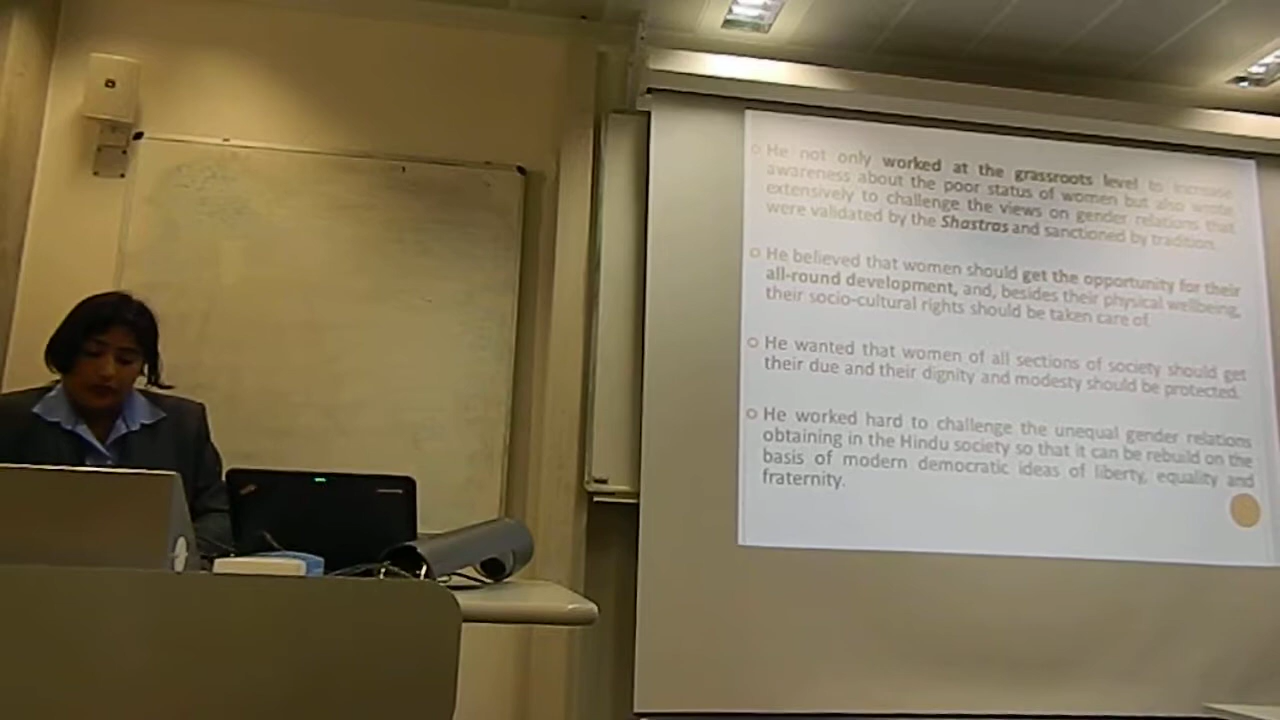 He not only worked at the grassroots level to increase
awareness about the poor status of women but also wrote
extensively to challenge the views on gender relations that
were validated by the Shastras and sanctioned by tradition.
He believed that women should get the opportunity for their
all-round development, and, besides their physical wellbeing,
their socio-cultural rights should be taken care of.
He wanted that women of all sections of society should get
their due and their dignity and modesty should be protected.
He worked hard to challenge the unequal gender relations
obtaining in the Hindu society so that it can be rebuild on the
basis of modern democratic ideas of liberty, equality and
fraternity.